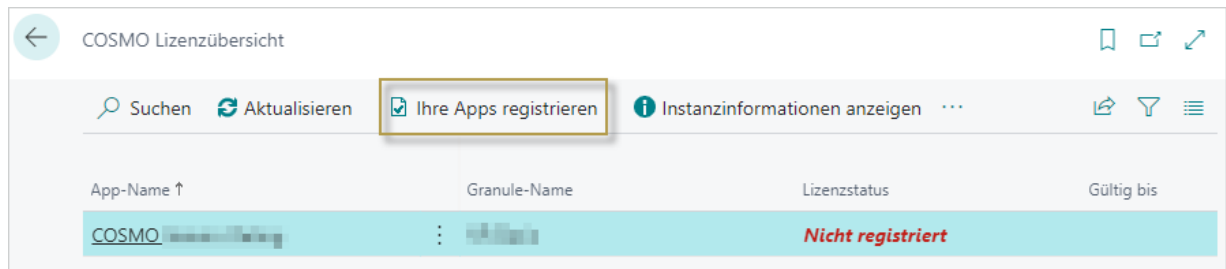 COSMO Lizenzübersicht
Suchen Aktualisieren Ihre Apps registrieren Instanzinformationen anzeigen ...
App-Name ↑ Granule-Name Lizenzstatus Gültig bis
COSMO Nicht registriert